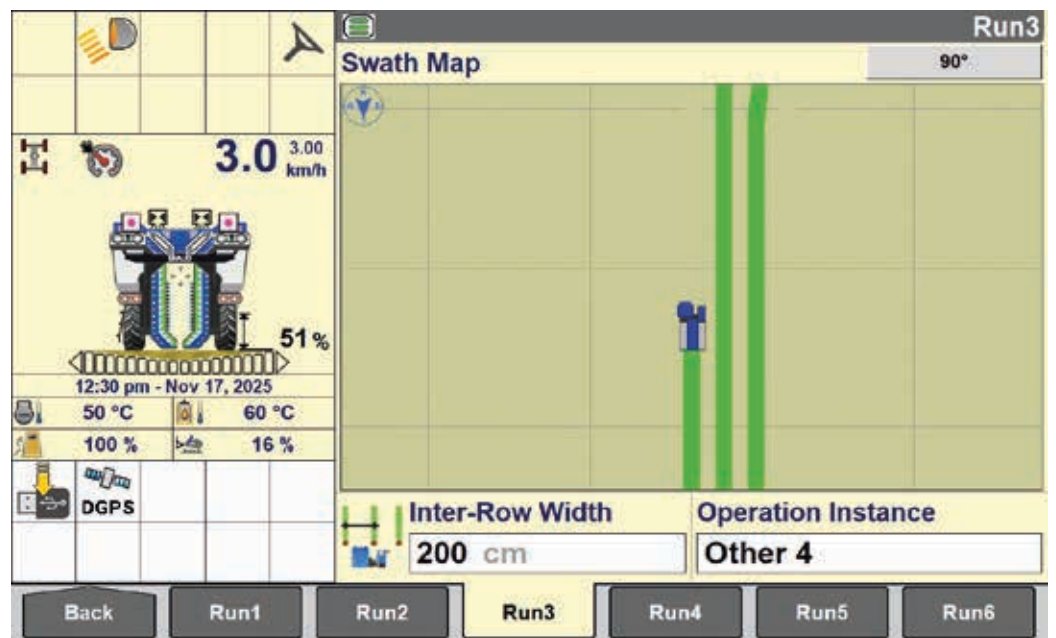 Run3
Swath Map
90°
3.0 3.00
km/h
51 %
12:30 pm - Nov 17, 2025
50 °C 60 °C
100 % 16 %
DGPS
Inter-Row Width
200 cm
Operation Instance
Other 4
Back Run1 Run2 Run3 Run4 Run5 Run6